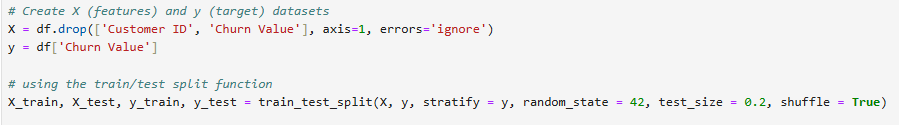 # Create X (features) and y (target) datasets
X = df.drop(['Customer ID', 'Churn Value'], axis=1, errors='ignore')
y = df['Churn Value']
# using the train/test split function
X_train, X_test, y_train, y_test = train_test_split(X, y, stratify = y, random_state = 42, test_size = 0.2, shuffle = True)